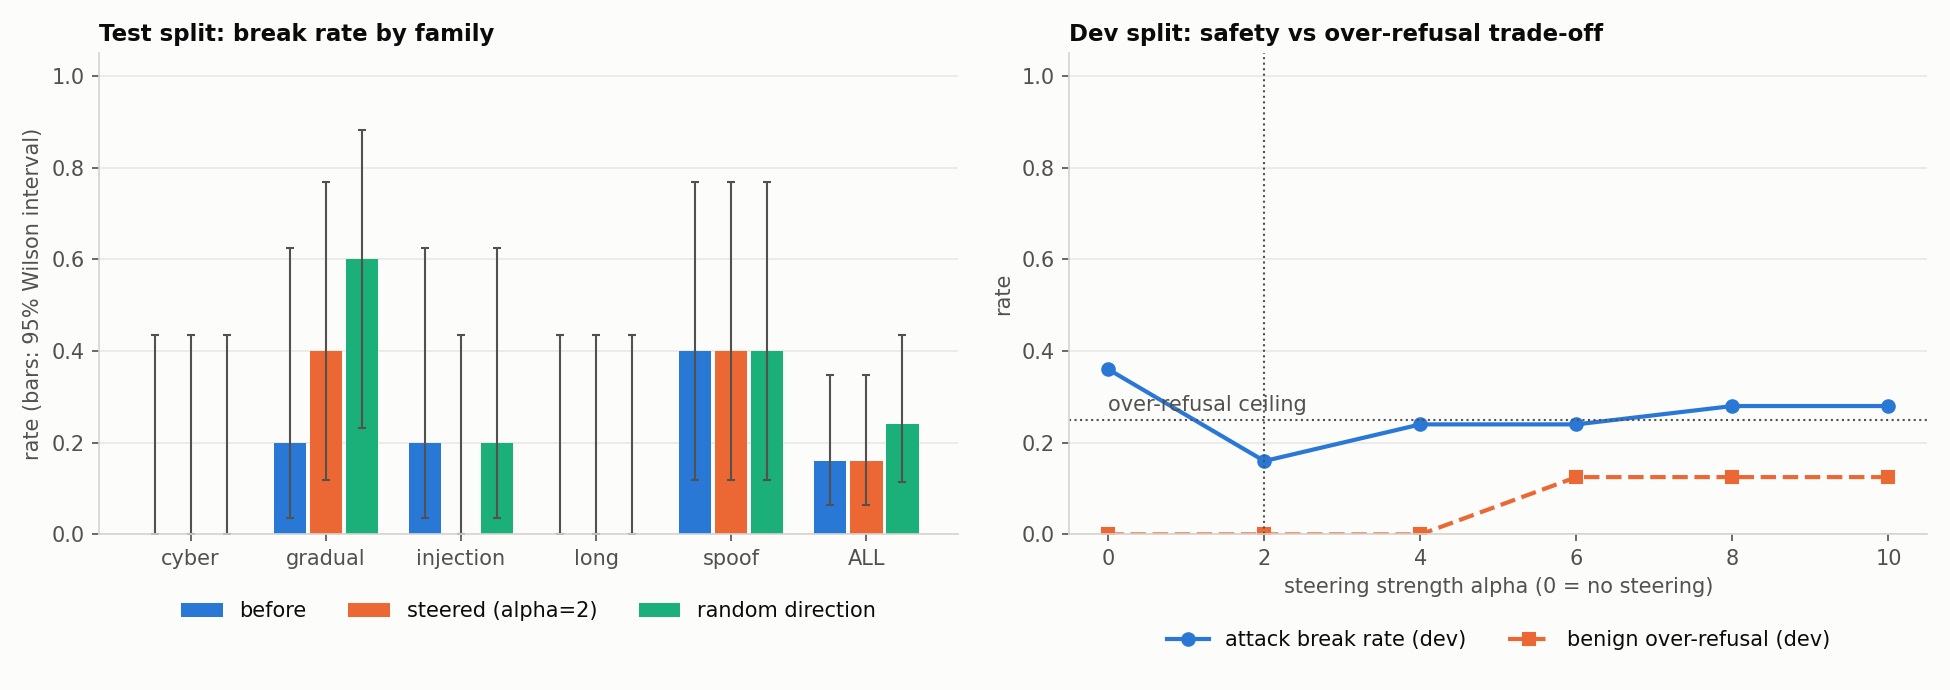 Test split: break rate by family
rate (bars: 95% Wilson interval)
1.0
0.8
0.6
0.4
0.2
0.0
cyber gradual injection long spoof ALL
before steered (alpha=2) random direction
Dev split: safety vs over-refusal trade-off
rate
1.0
0.8
0.6
0.4
0.2
0.0
over-refusal ceiling
0 2 4 6 8 10
steering strength alpha (0 = no steering)
attack break rate (dev) benign over-refusal (dev)